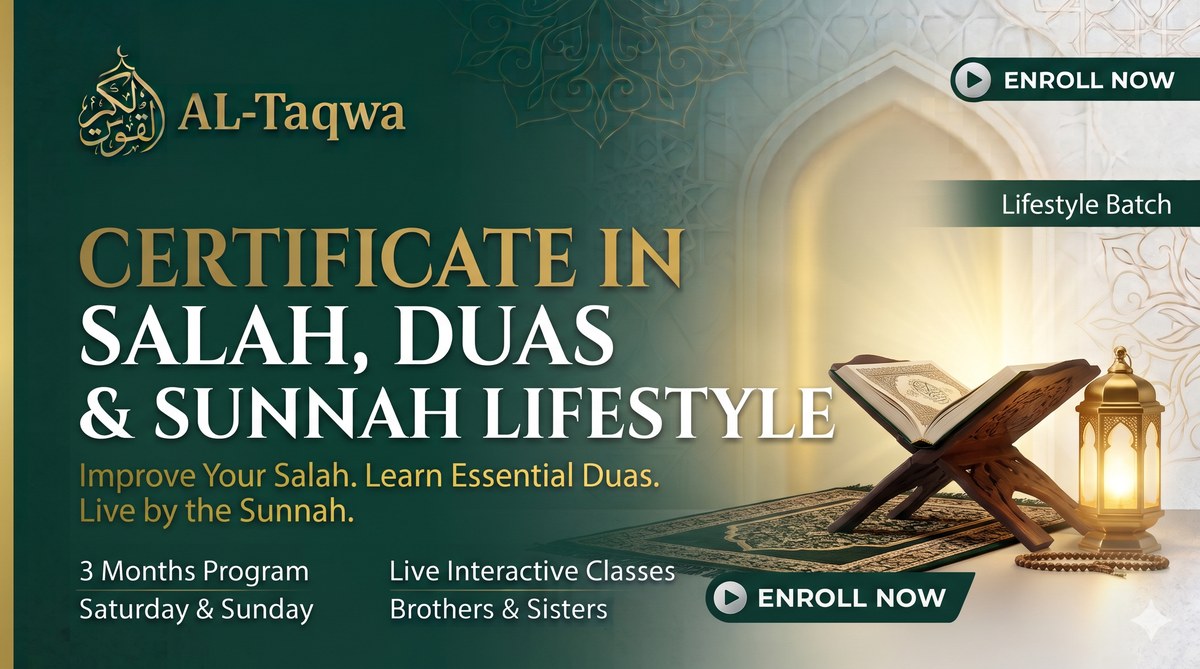 AL-Taqwa
ENROLL NOW
Lifestyle Batch
CERTIFICATE IN
SALAH, DUAS
& SUNNAH LIFESTYLE
Improve Your Salah. Learn Essential Duas.
Live by the Sunnah.
3 Months Program
Saturday & Sunday
Live Interactive Classes
Brothers & Sisters
ENROLL NOW